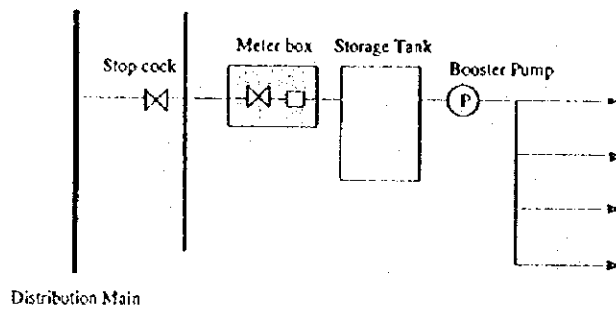 Meter box
Storage Tank
Stop cock
Booster Pump
P
Distribution Main